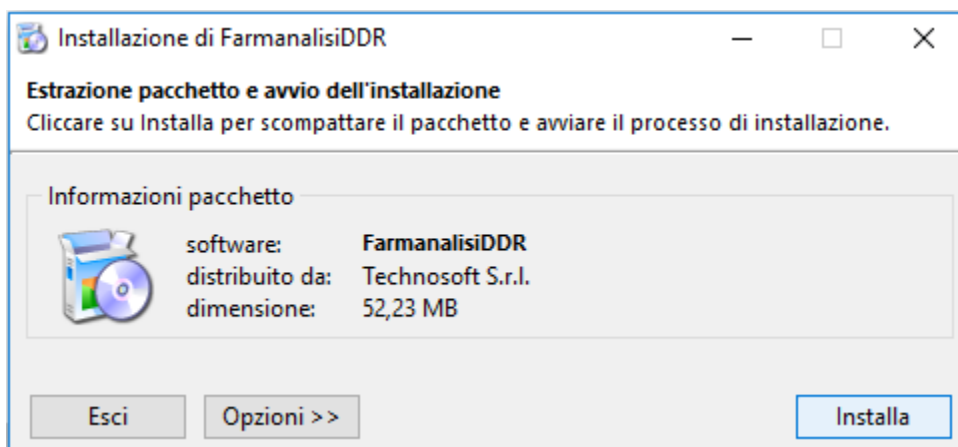 Installazione di FarmanalisiDDR
Estrazione pacchetto e avvio dell'installazione
Cliccare su Installa per scompattare il pacchetto e avviare il processo di installazione.
Informazioni pacchetto
software: FarmanalisiDDR
distribuito da: Technosoft S.r.l.
dimensione: 52,23 MB
Esci Opzioni >> Installa